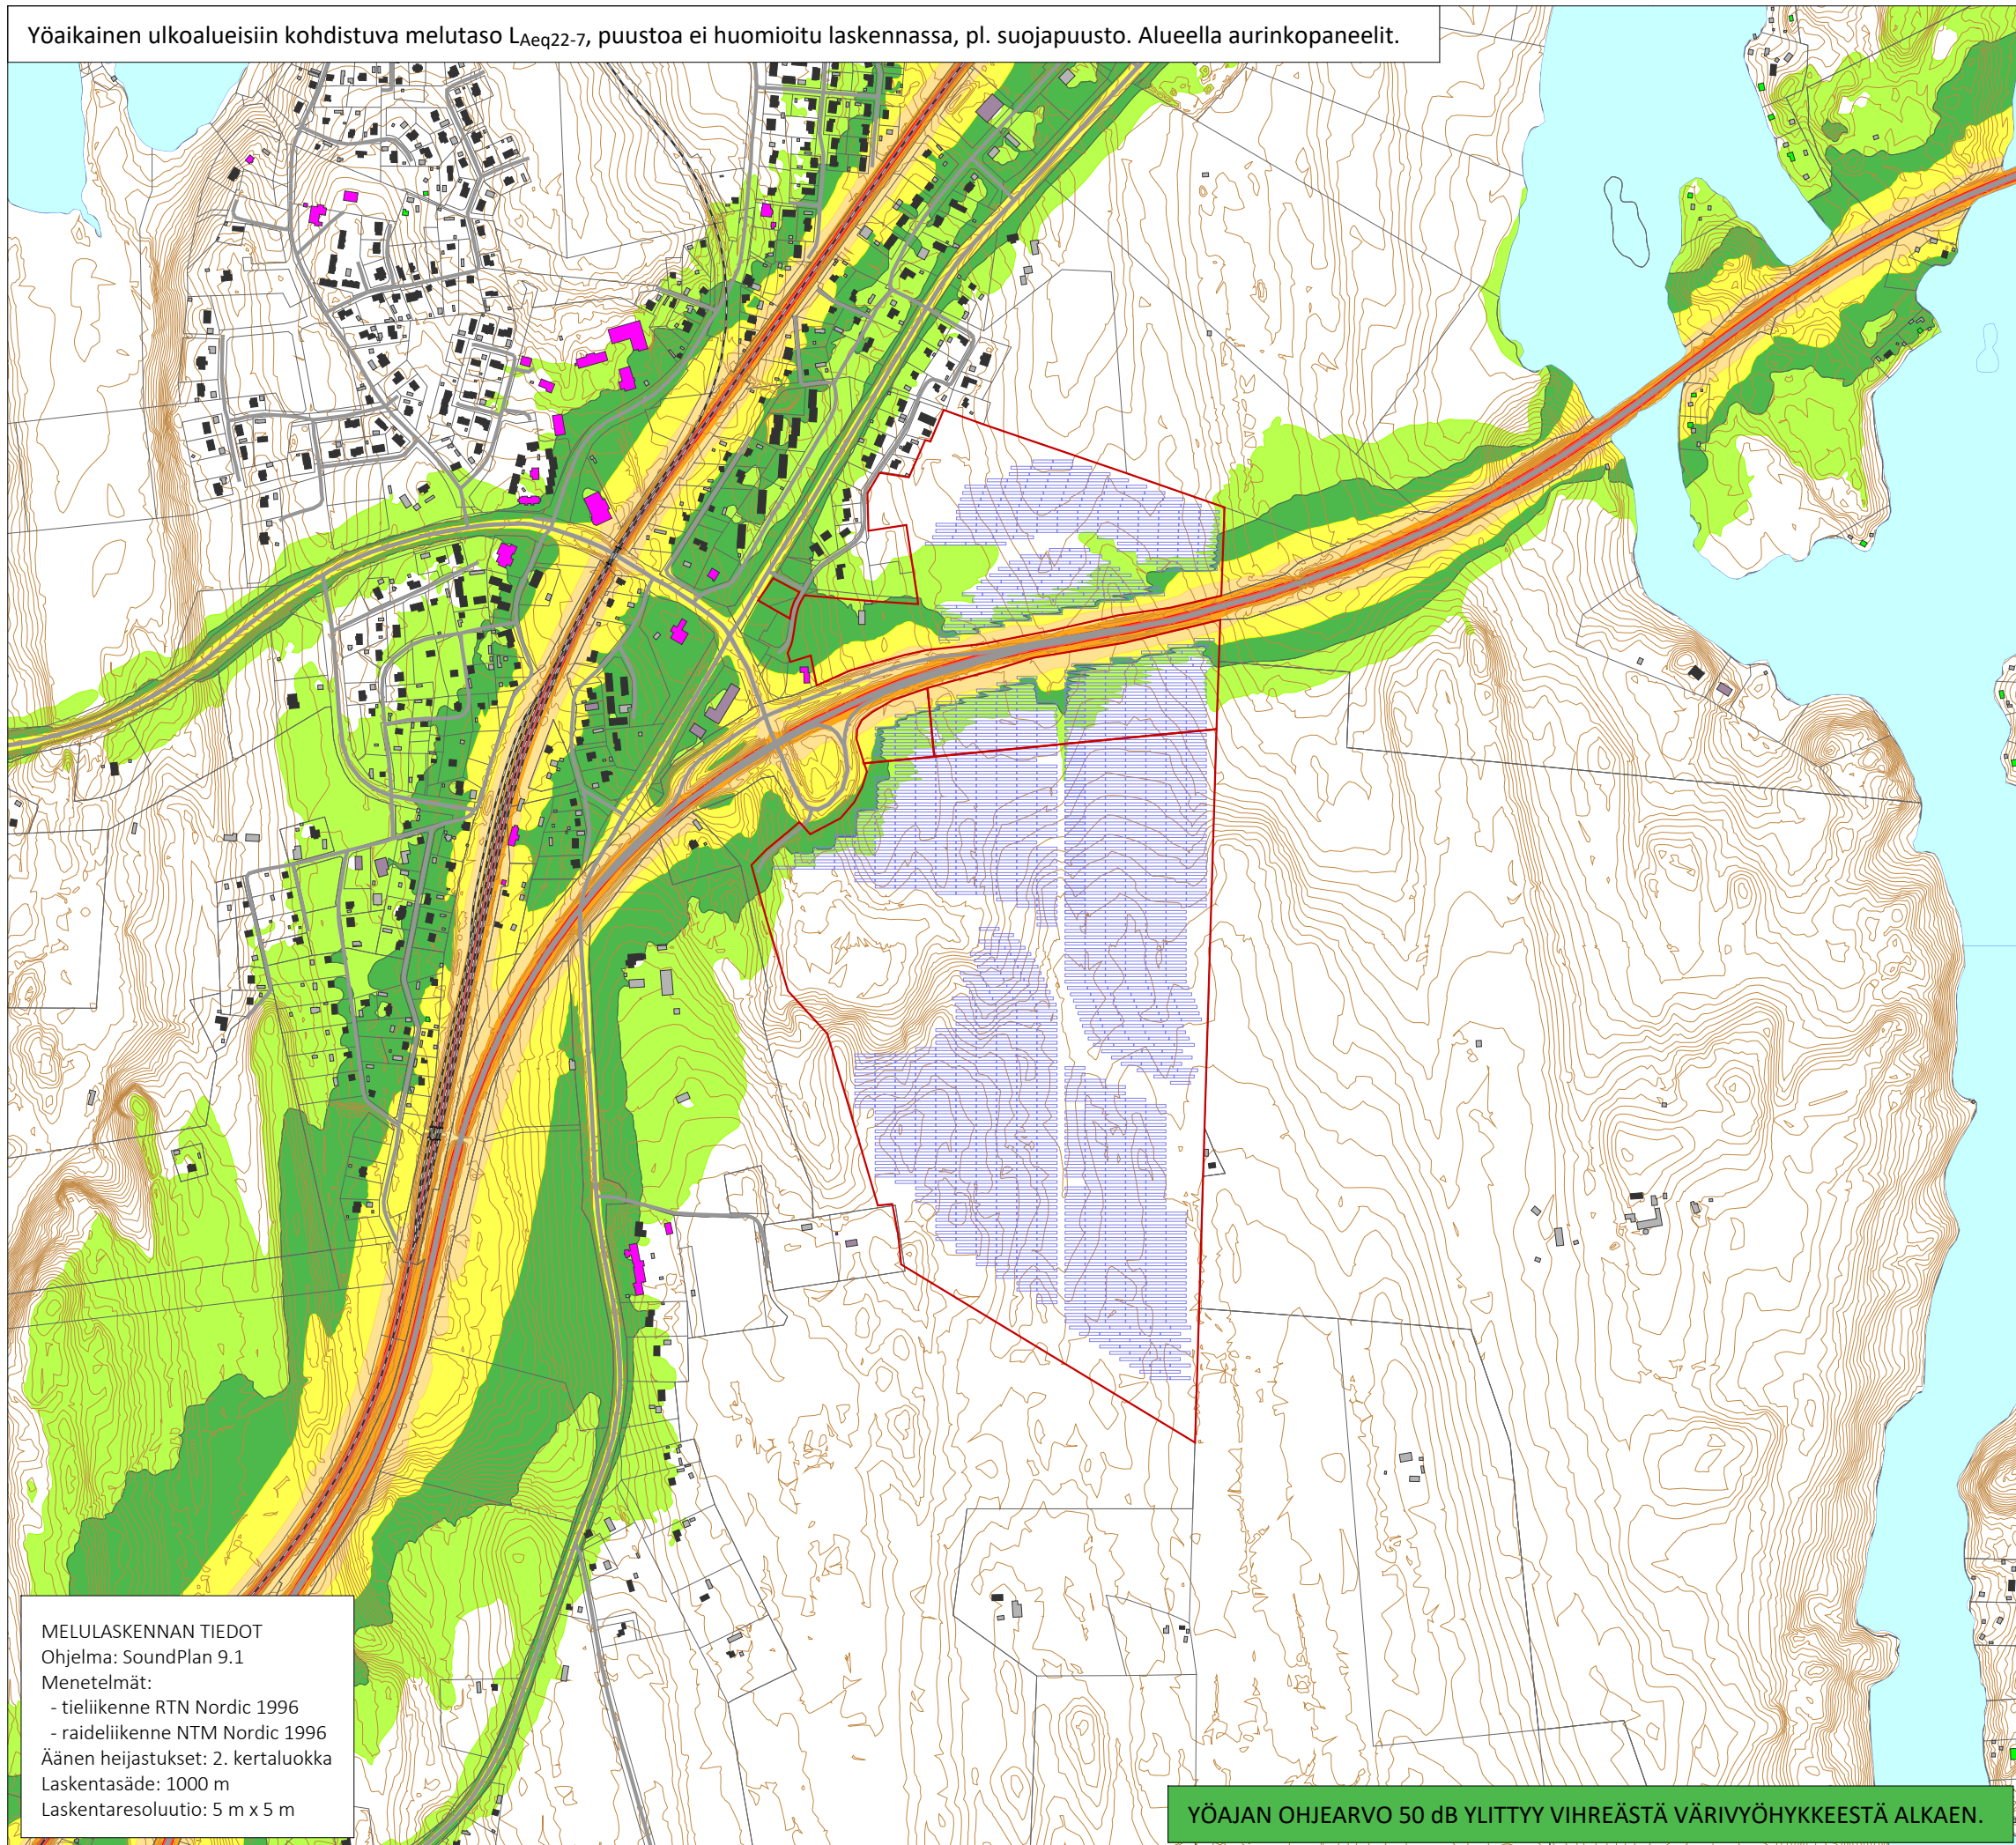 Yöaikainen ulkoalueisiin kohdistuva melutaso LAeq22-7, puustoa ei huomioitu laskennassa, pl. suojapuusto. Alueella aurinkopaneelit.
MELULASKENNAN TIEDOT
Ohjelma: SoundPlan 9.1
Menetelmät:
- tieliikenne RTN Nordic 1996
- raideliikenne NTM Nordic 1996
Äänen heijastukset: 2. kertaluokka
Laskentasäde: 1000 m
Laskentaresoluutio: 5 m x 5 m
YÖAJAN OHJEARVO 50 dB YLITTYY VIHREÄSTÄ VÄRIVYÖHYKKEESTÄ ALKAEN.